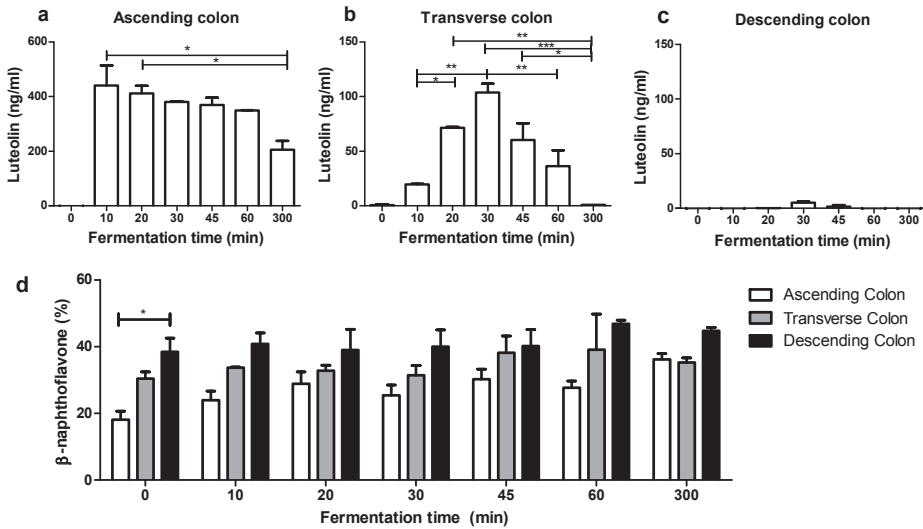 a
Ascending colon
600
400
200
0
Luteolin (ng/ml)
*
*
0 10 20 30 45 60 300
Fermentation time (min)
b
Transverse colon
150
100
50
0
Luteolin (ng/ml)
**
***
*
** **
*
0 10 20 30 45 60 300
Fermentation time (min)
c
Descending colon
150
100
50
0
Luteolin (ng/ml)
0 10 20 30 45 60 300
Fermentation time (min)
d
60
40
20
0
β-naphthoflavone (%)
*
0 10 20 30 45 60 300
Fermentation time (min)
Ascending Colon
Transverse Colon
Descending Colon